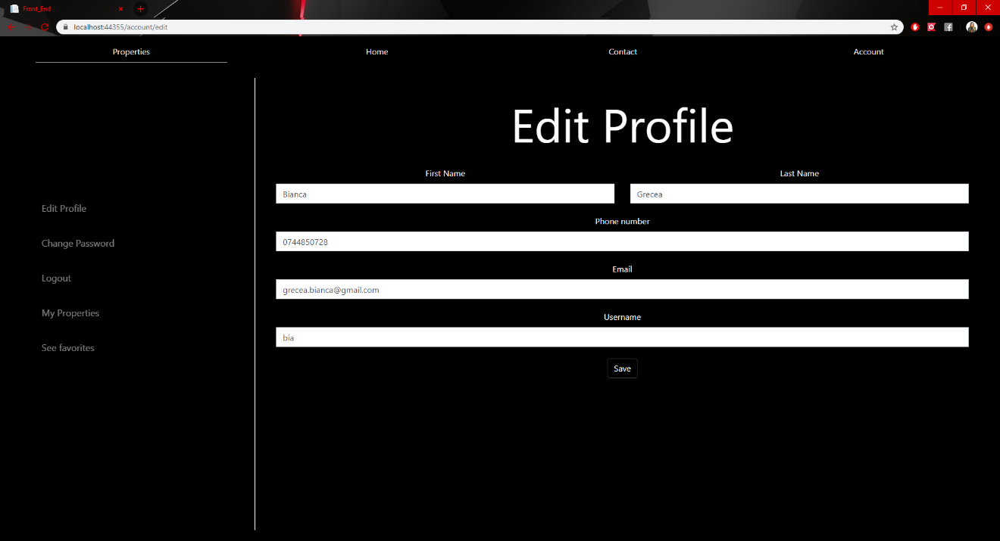 Front_End
localhost:44355/account/edit
Properties Home Contact Account
Edit Profile
Change Password
Logout
My Properties
See favorites
Edit Profile
First Name Last Name
Bianca Grecea
Phone number
0744850728
Email
grecea.bianca@gmail.com
Username
bia
Save